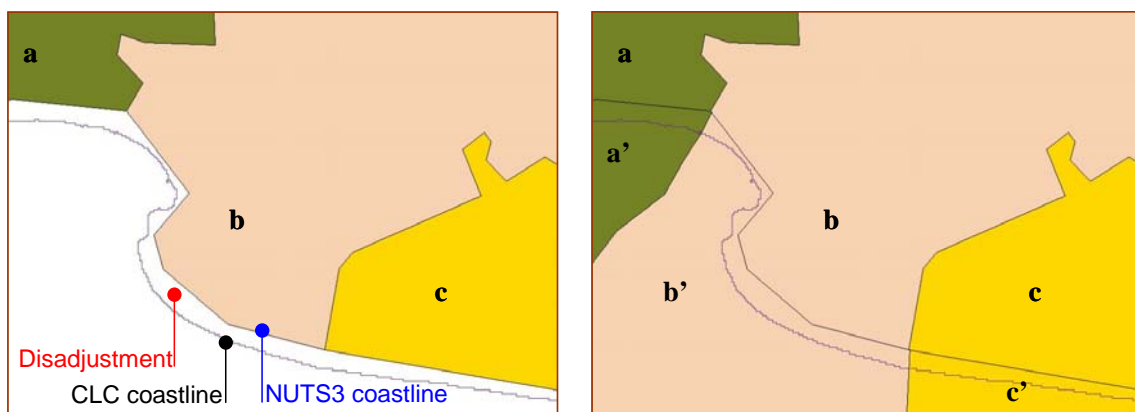 a
b
c
Disadjustment
CLC coastline
NUTS3 coastline
a
a’
b
b’
c
c’